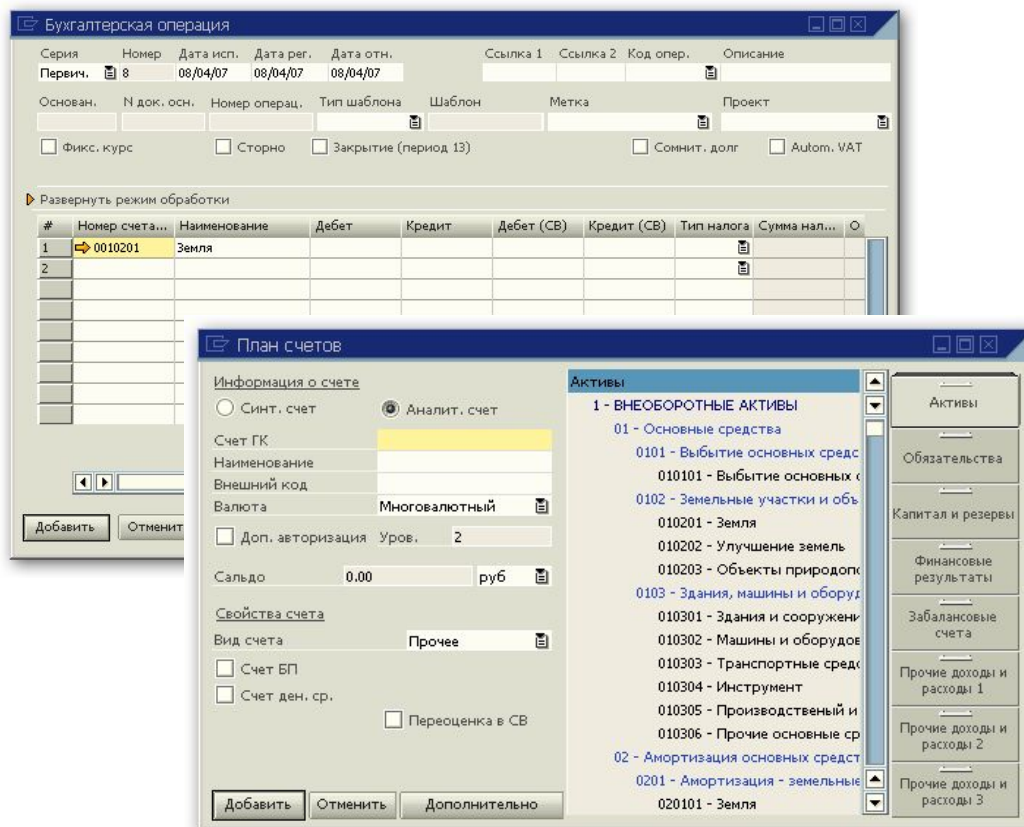 Бухгалтерская операция
Серия Номер Дата исп. Дата рег. Дата отн. Ссылка 1 Ссылка 2 Код опер. Описание
Первич. 8 08/04/07 08/04/07 08/04/07
Основан. N док. осн. Номер операц. Тип шаблона Шаблон Метка Проект
Фикс. курс Сторно Закрытие (период 13) Сомнит. долг Autom. VAT
Развернуть режим обработки
# Номер счета... Наименование Дебет Кредит Дебет (СВ) Кредит (СВ) Тип налога Сумма нал... О
1 0010201 Земля
2
Добавить Отменит
План счетов
Информация о счете
Синт. счет Аналит. счет
Счет ГК
Наименование
Внешний код
Валюта Многовалютный
Доп. авторизация Уров. 2
Сальдо 0.00 руб
Свойства счета
Вид счета Прочее
Счет БП
Счет ден. ср.
Переоценка в СВ
Добавить Отменить Дополнительно
Активы
1 - ВНЕОБОРОТНЫЕ АКТИВЫ
01 - Основные средства
0101 - Выбытие основных средс
010101 - Выбытие основных с
0102 - Земельные участки и объ
010201 - Земля
010202 - Улучшение земель
010203 - Объекты природопо
0103 - Здания, машины и оборуд
010301 - Здания и сооружени
010302 - Машины и оборудов
010303 - Транспортные средс
010304 - Инструмент
010305 - Производственый и
010306 - Прочие основные ср
02 - Амортизация основных средст
0201 - Амортизация - земельные
020101 - Земля
Активы
Обязательства
Капитал и резервы
Финансовые
результаты
Забалансовые
счета
Прочие доходы и
расходы 1
Прочие доходы и
расходы 2
Прочие доходы и
расходы 3